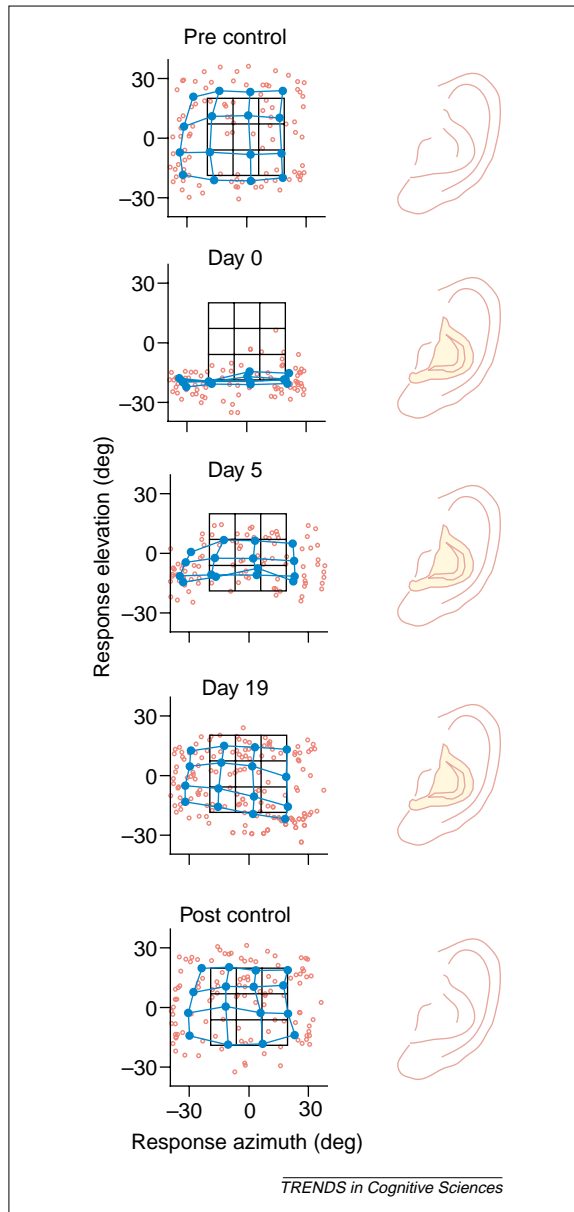 Pre control
30
0
–30
Day 0
30
0
–30
Day 5
30
0
–30
Day 19
30
0
–30
Post control
30
0
–30
–30 0 30
Response elevation (deg)
Response azimuth (deg)
TRENDS in Cognitive Sciences